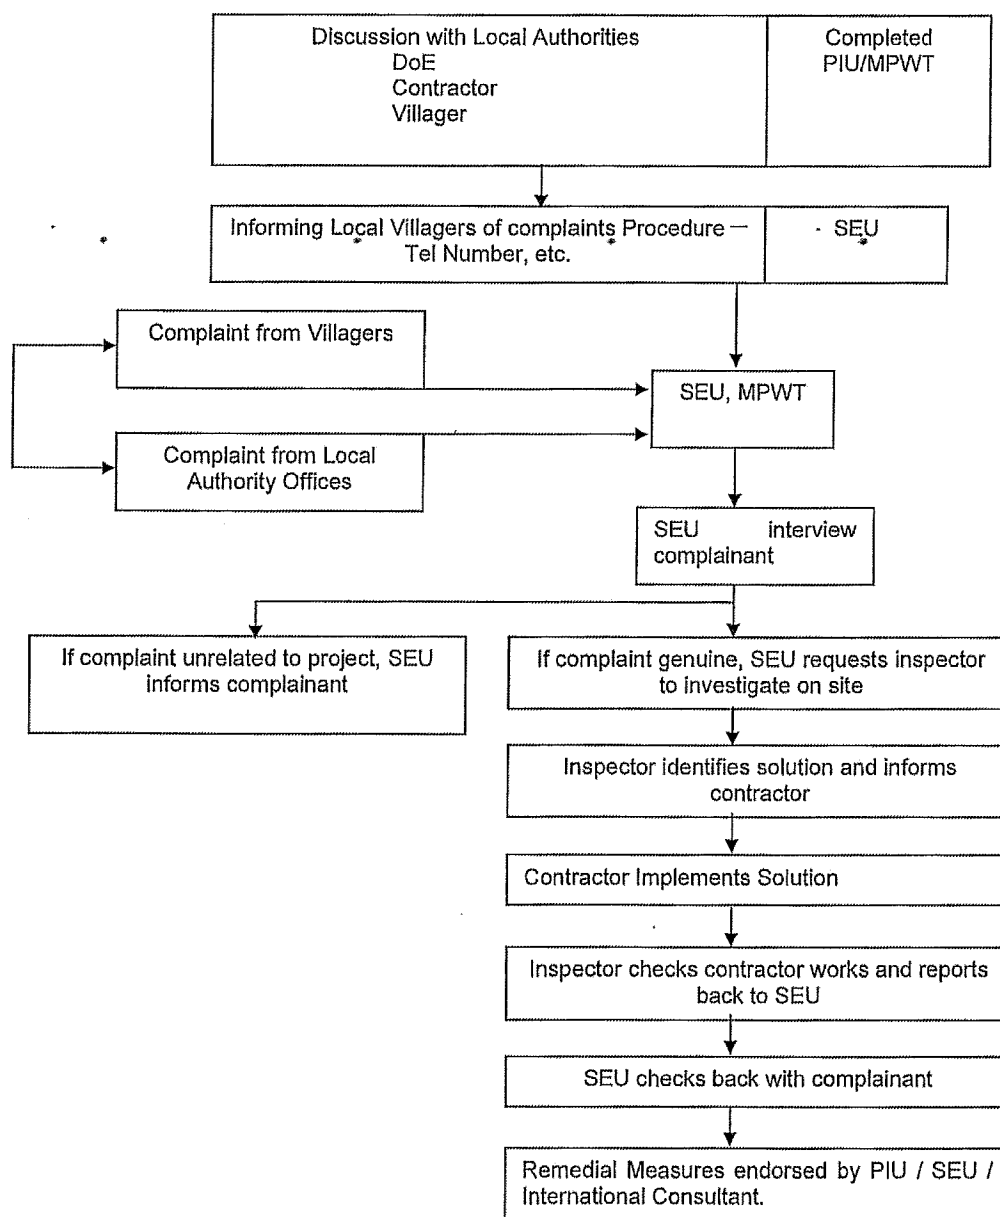 Discussion with Local Authorities
DoE
Contractor
Villager
Completed
PIU/MPWT
Informing Local Villagers of complaints Procedure –
Tel Number, etc.
SEU
Complaint from Villagers
SEU, MPWT
Complaint from Local
Authority Offices
SEU interview
complainant
If complaint unrelated to project, SEU
informs complainant
If complaint genuine, SEU requests inspector
to investigate on site
Inspector identifies solution and informs
contractor
Contractor Implements Solution
Inspector checks contractor works and reports
back to SEU
SEU checks back with complainant
Remedial Measures endorsed by PIU / SEU /
International Consultant.